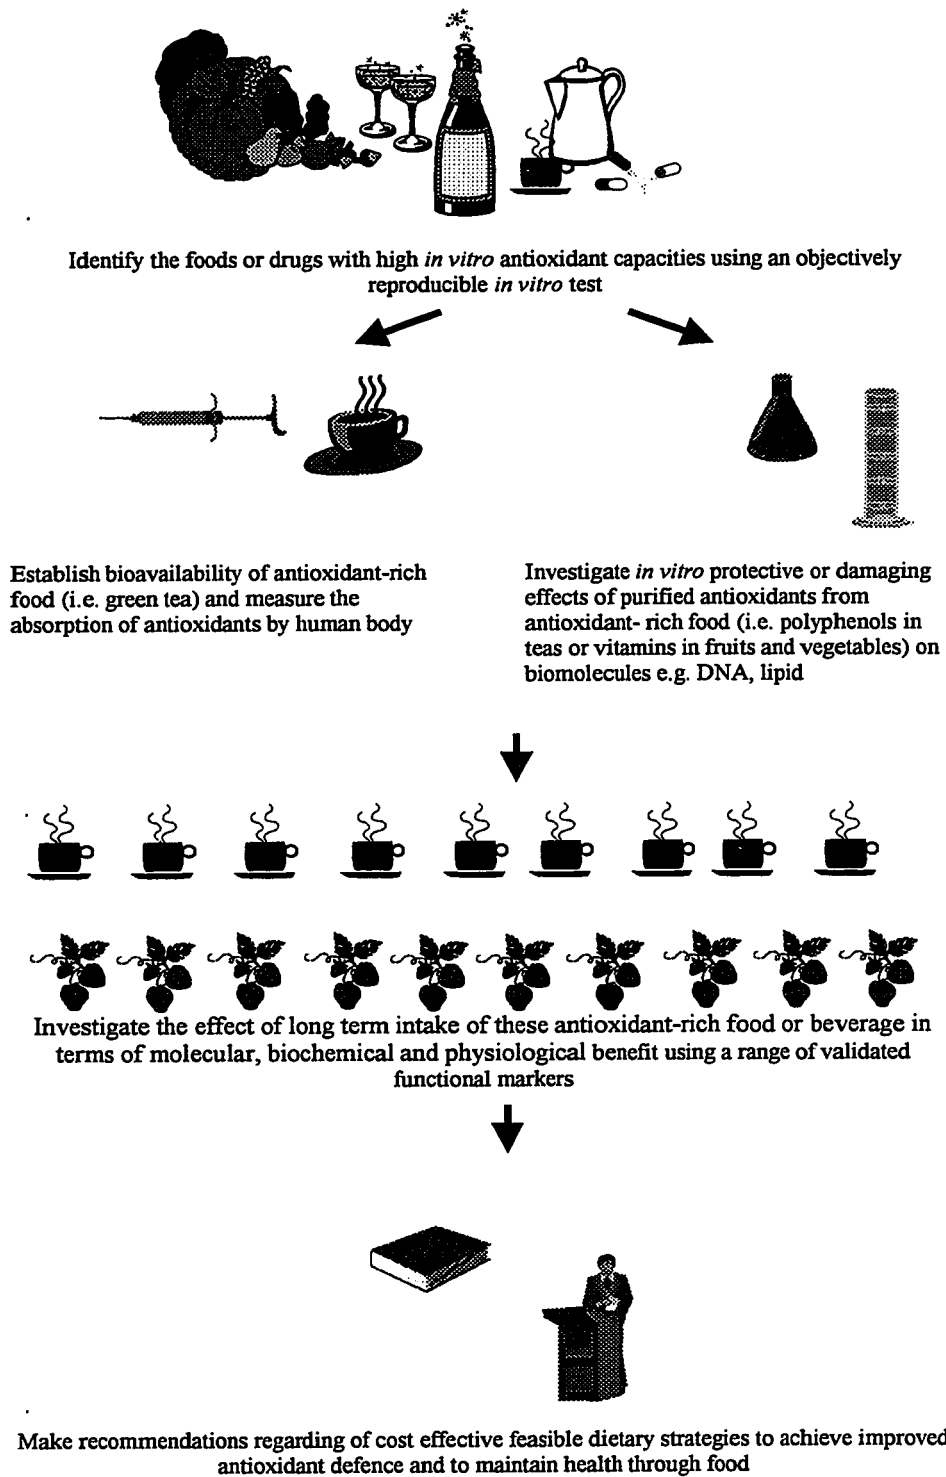 Identify the foods or drugs with high in vitro antioxidant capacities using an objectively
reproducible in vitro test
Establish bioavailability of antioxidant-rich
food (i.e. green tea) and measure the
absorption of antioxidants by human body
Investigate in vitro protective or damaging
effects of purified antioxidants from
antioxidant- rich food (i.e. polyphenols in
teas or vitamins in fruits and vegetables) on
biomolecules e.g. DNA, lipid
Investigate the effect of long term intake of these antioxidant-rich food or beverage in
terms of molecular, biochemical and physiological benefit using a range of validated
functional markers
Make recommendations regarding of cost effective feasible dietary strategies to achieve improved
antioxidant defence and to maintain health through food